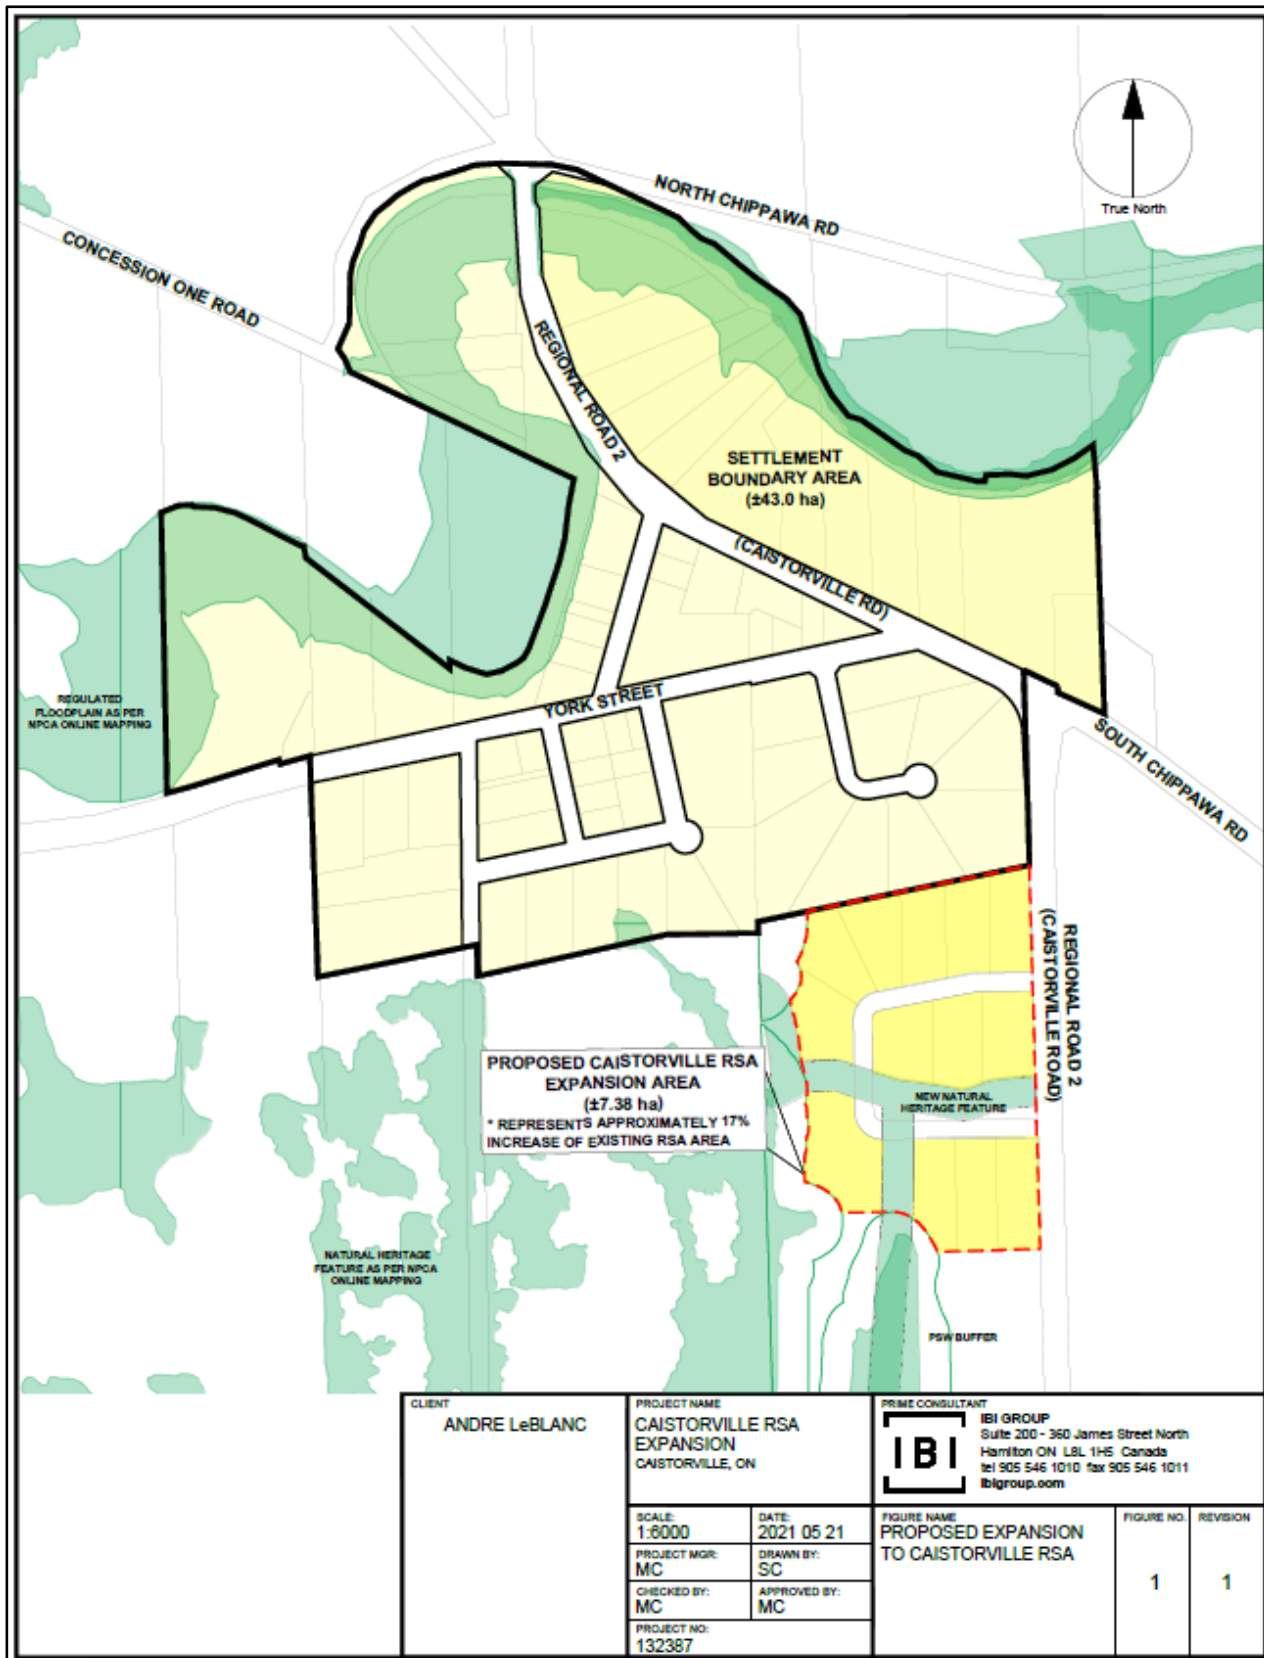 True North
NORTH CHIPPAWA RD
CONCESSION ONE ROAD
REGIONAL ROAD 2
SETTLEMENT
BOUNDARY AREA
(±43.0 ha)
(CAISTORVILLE RD)
REGULATED
FLOODPLAIN AS PER
NPCA ONLINE MAPPING
YORK STREET
SOUTH CHIPPAWA RD
REGIONAL ROAD 2
(CAISTORVILLE ROAD)
PROPOSED CAISTORVILLE RSA
EXPANSION AREA
(±7.38 ha)
* REPRESENTS APPROXIMATELY 17%
INCREASE OF EXISTING RSA AREA
NEW NATURAL
HERITAGE FEATURE
NATURAL HERITAGE
FEATURE AS PER NPCA
ONLINE MAPPING
PSW BUFFER
CLIENT
ANDRE LeBLANC
PROJECT NAME
CAISTORVILLE RSA
EXPANSION
CAISTORVILLE, ON
PRIME CONSULTANT
IBI
IBI GROUP
Suite 200 - 360 James Street North
Hamilton ON L8L 1H5 Canada
tel 905 546 1010 fax 905 546 1011
ibigroup.com
SCALE:
1:6000
DATE:
2021 05 21
PROJECT MGR:
MC
DRAWN BY:
SC
CHECKED BY:
MC
APPROVED BY:
MC
PROJECT NO:
132387
FIGURE NAME
PROPOSED EXPANSION
TO CAISTORVILLE RSA
FIGURE NO.
1
REVISION
1